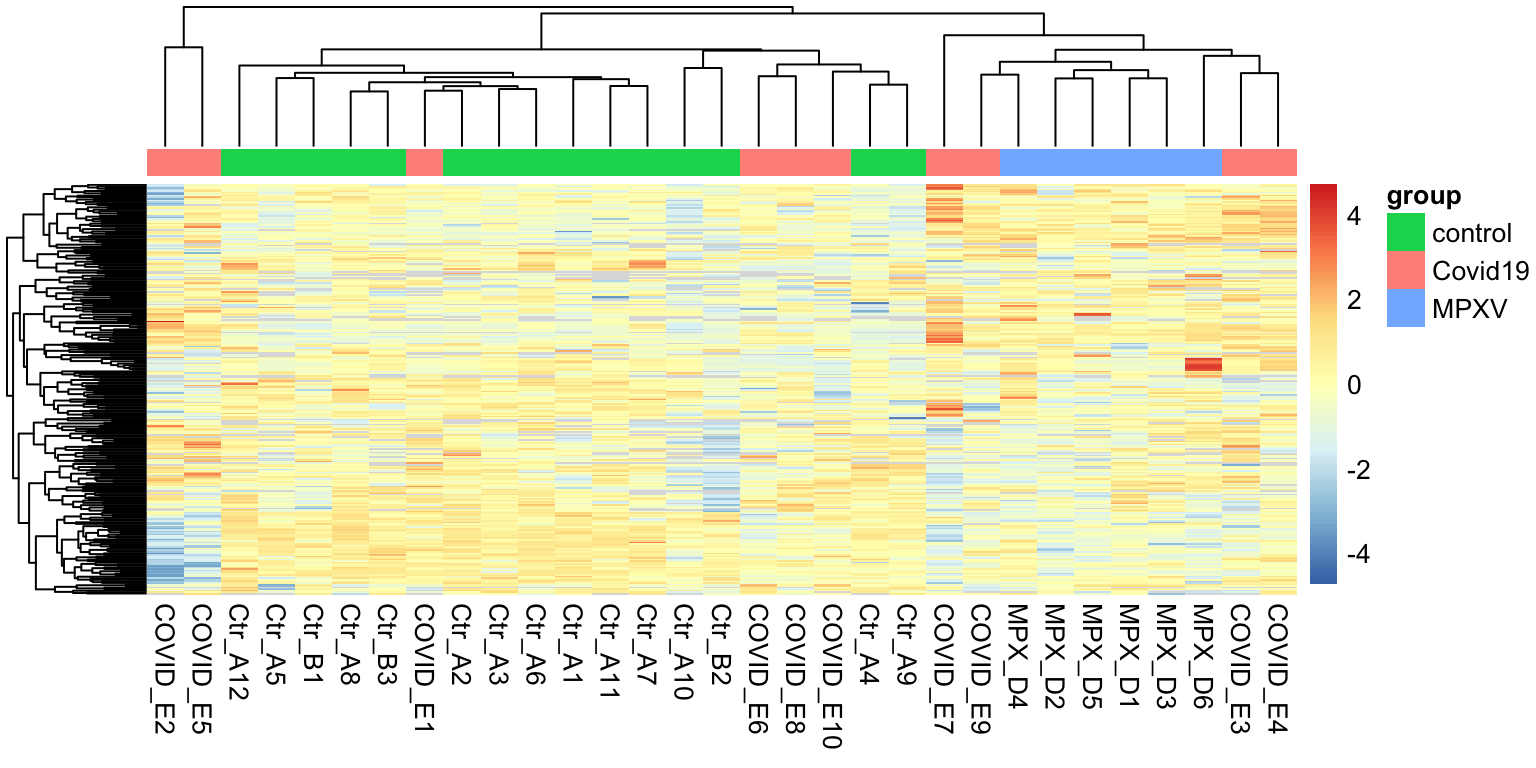 group
control
Covid19
MPXV
4
2
0
-2
-4
COVID_E2
COVID_E5
Ctr_A12
Ctr_A5
Ctr_B1
Ctr_A8
Ctr_B3
COVID_E1
Ctr_A2
Ctr_A3
Ctr_A6
Ctr_A1
Ctr_A11
Ctr_A7
Ctr_A10
Ctr_B2
COVID_E6
COVID_E8
COVID_E10
Ctr_A4
Ctr_A9
COVID_E7
COVID_E9
MPX_D4
MPX_D2
MPX_D5
MPX_D1
MPX_D3
MPX_D6
COVID_E3
COVID_E4